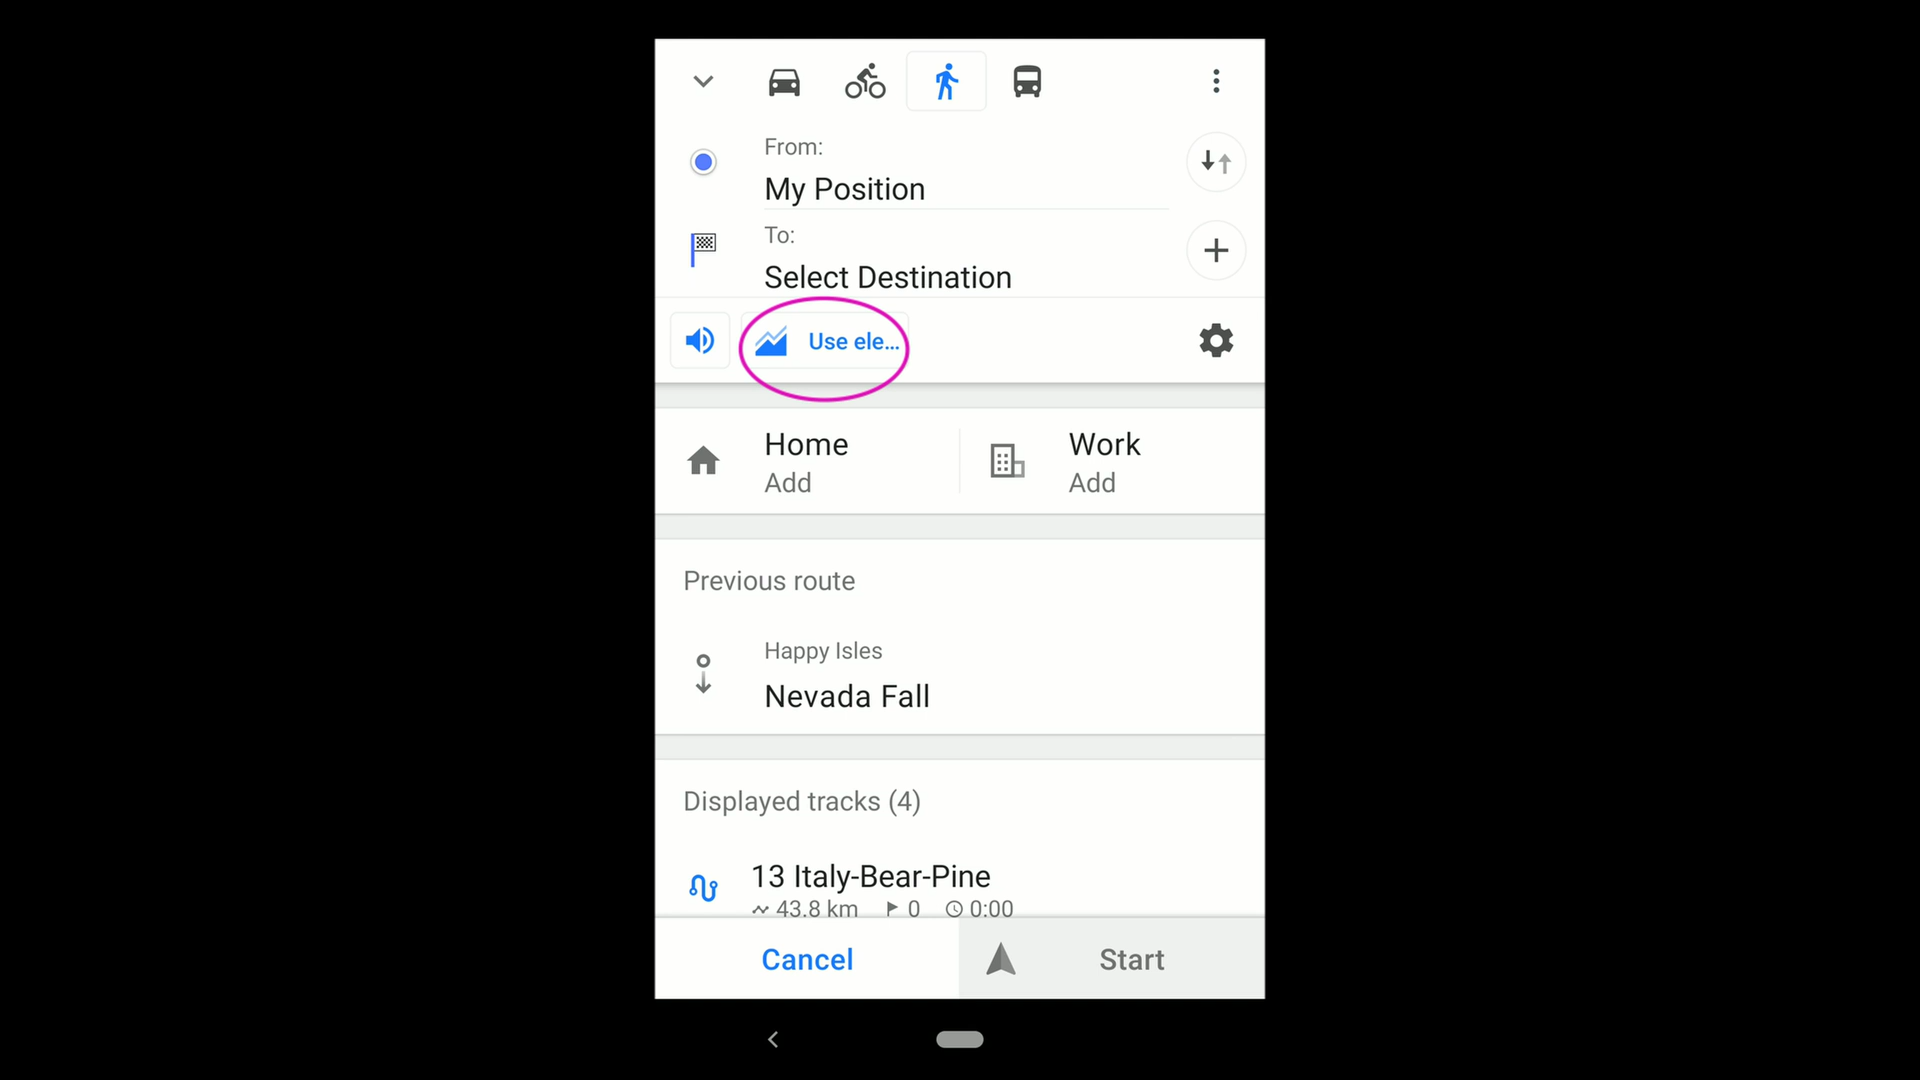 From:
My Position
To:
Select Destination
Use ele...
Home
Add
Work
Add
Previous route
Happy Isles
Nevada Fall
Displayed tracks (4)
13 Italy-Bear-Pine
43.8 km 0 0:00
Cancel
Start